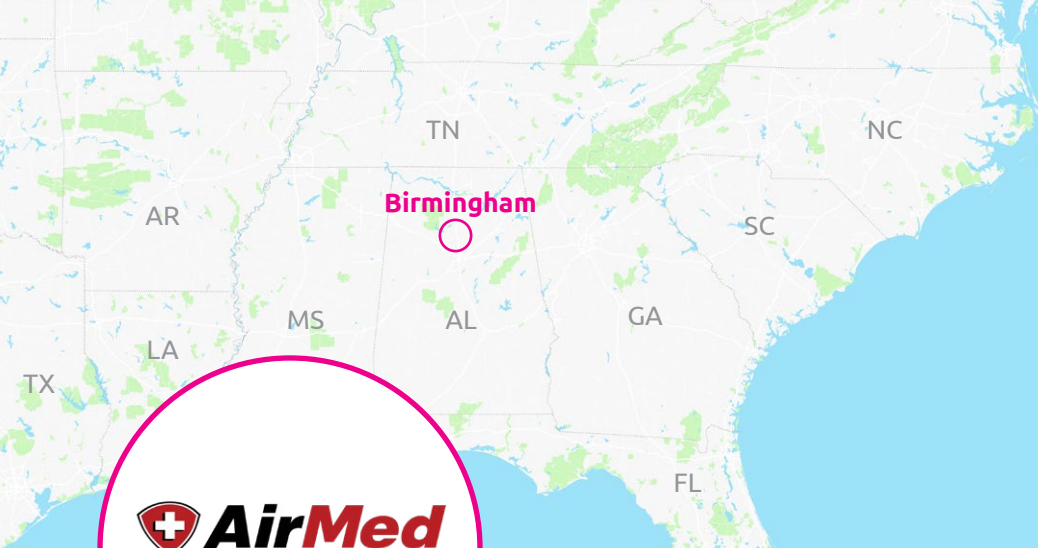 TN
NC
Birmingham
AR
SC
MS
AL
GA
LA
TX
FL
AirMed